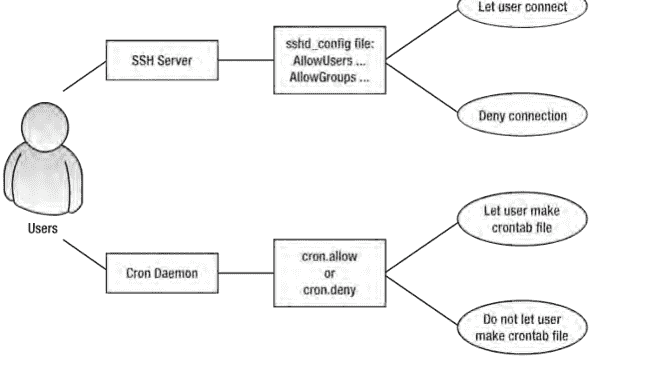 Let user connect
SSH Server
sshd_config file:
AllowUsers ...
AllowGroups ...
Deny connection
Users
Let user make
crontab file
Cron Daemon
cron.allow
or
cron.deny
Do not let user
make crontab file